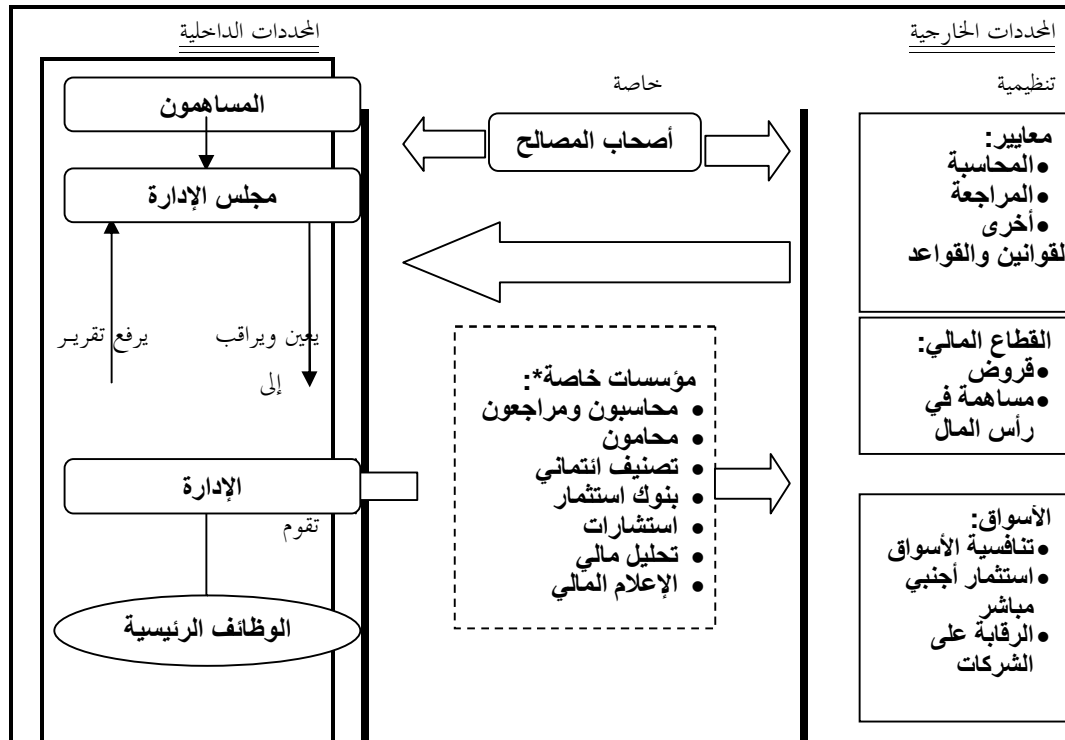 المحددات الخارجية
المحددات الداخلية
تنظيمية
خاصة
المساهمون
أصحاب المصالح
مجلس الإدارة
معايير:
•المحاسبة
•المراجعة
•أخرى
لقوانين والقواعد
يعين ويراقب
يرفع تقريـر
إلى
القطاع المالي:
•قروض
•مساهمة في
رأس المال
مؤسسات خاصة*:
• محاسبون ومراجعون
• محامون
• تصنيف ائتماني
• بنوك استثمار
• استشارات
• تحليل مالي
• الإعلام المالي
الإدارة
تقوم
الوظائف الرئيسية
الأسواق:
•تنافسية الأسواق
•استثمار أجنبي
مباشر
•الرقابة على
الشركات